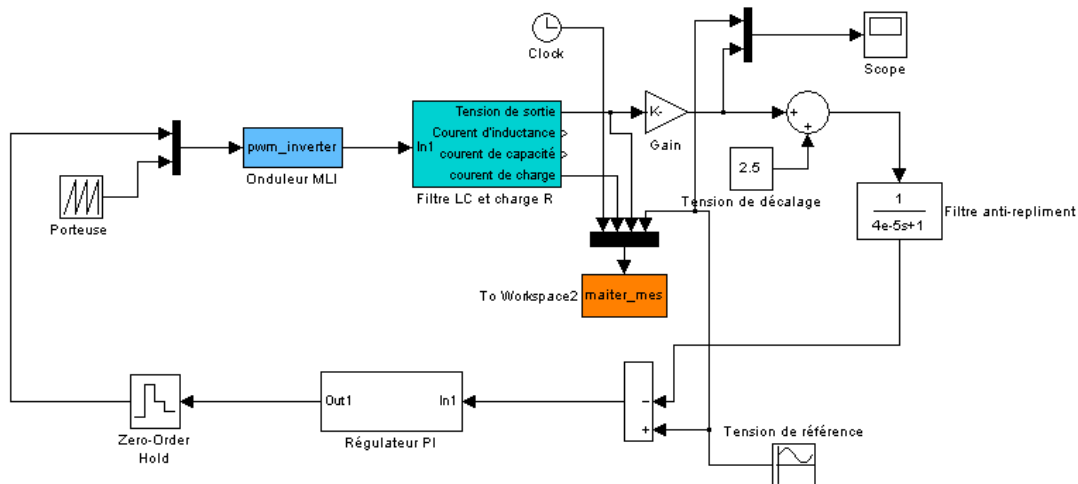 Clock
Scope
pwm_inverter
Onduleur MLI
Porteuse
In1
Tension de sortie
Courent d'inductance
courent de capacité
courent de charge
Filtre LC et charge R
K-
Gain
+
+
2.5
Tension de décalage
1
4e-5s+1
Filtre anti-repliment
To Workspace2
maiter_mes
Zero-Order
Hold
Out1
In1
Régulateur PI
−
+
Tension de référence